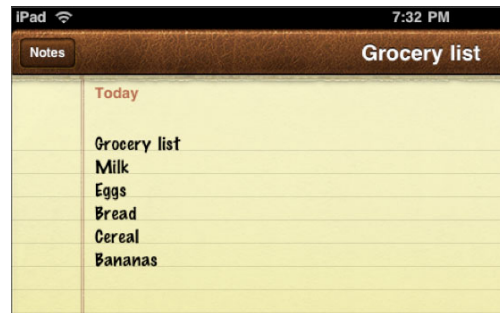 iPad 7:32 PM
Notes Grocery list
Today
Grocery list
Milk
Eggs
Bread
Cereal
Bananas